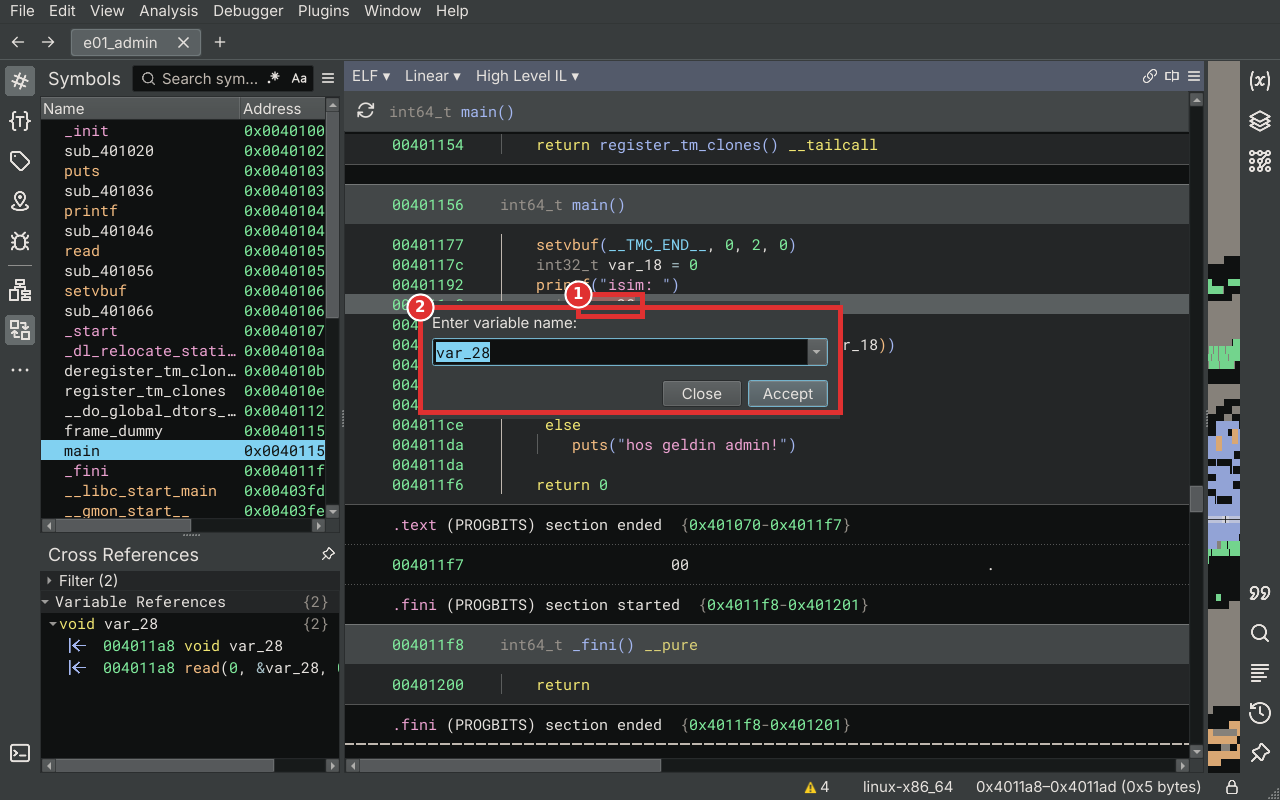 File Edit View Analysis Debugger Plugins Window Help
e01_admin
Symbols
Search sym... .* Aa
ELF ▾ Linear ▾ High Level IL ▾
Name Address
_init 0x0040100
sub_401020 0x0040102
puts 0x0040103
sub_401036 0x0040103
printf 0x0040104
sub_401046 0x0040104
read 0x0040105
sub_401056 0x0040105
setvbuf 0x0040106
sub_401066 0x0040106
_start 0x0040107
_dl_relocate_stati… 0x004010a
deregister_tm_clon… 0x004010b
register_tm_clones 0x004010e
__do_global_dtors_… 0x0040112
frame_dummy 0x0040115
main 0x0040115
_fini 0x004011f
__libc_start_main 0x00403fd
__gmon_start__ 0x00403fe
Cross References
Filter (2)
Variable References {2}
void var_28 {2}
004011a8 void var_28
004011a8 read(0, &var_28,
int64_t main()
00401154 return register_tm_clones() __tailcall
00401156 int64_t main()
00401177 setvbuf(__TMC_END__, 0, 2, 0)
0040117c int32_t var_18 = 0
00401192 printf("isim: ")
1
2
Enter variable name:
var_28
r_18))
Close Accept
004011ce else
004011da puts("hos geldin admin!")
004011da
004011f6 return 0
.text (PROGBITS) section ended {0x401070-0x4011f7}
004011f7 00 .
.fini (PROGBITS) section started {0x4011f8-0x401201}
004011f8 int64_t _fini() __pure
00401200 return
.fini (PROGBITS) section ended {0x4011f8-0x401201}
4 linux-x86_64 0x4011a8–0x4011ad (0x5 bytes)